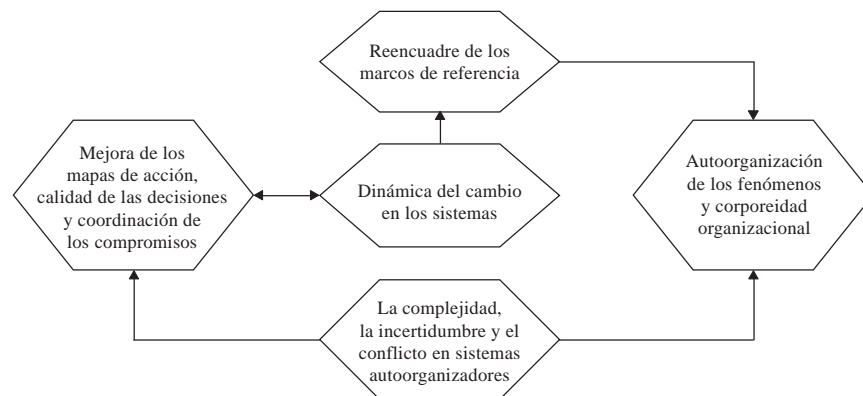 Reencuadre de los
marcos de referencia
Mejora de los
mapas de acción,
calidad de las decisiones
y coordinación de
los compromisos
Dinámica del cambio
en los sistemas
Autoorganización
de los fenómenos
y corporeidad
organizacional
La complejidad,
la incertidumbre y el
conflicto en sistemas
autoorganizadores